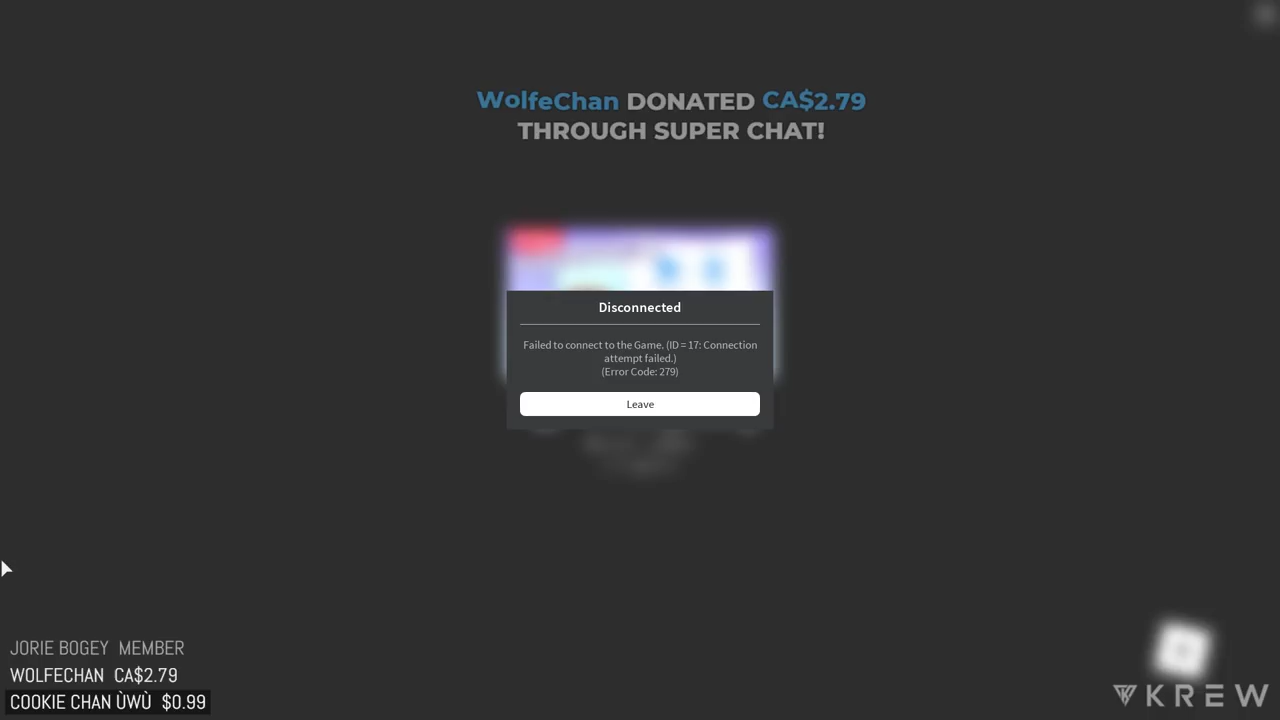 WolfeChan DONATED CA$2.79
THROUGH SUPER CHAT!
Disconnected
Failed to connect to the Game. (ID = 17: Connection
attempt failed.)
(Error Code: 279)
Leave
JORIE BOGEY MEMBER
WOLFECHAN CA$2.79
COOKIE CHAN ÙWÙ $0.99
KREW